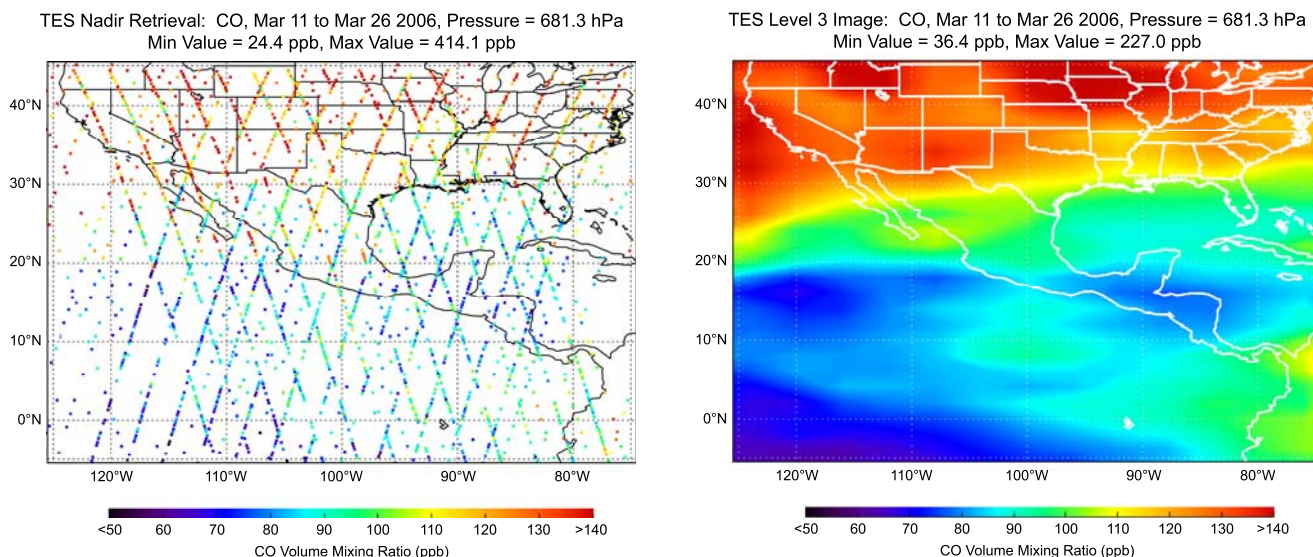 TES Nadir Retrieval: CO, Mar 11 to Mar 26 2006, Pressure = 681.3 hPa
Min Value = 24.4 ppb, Max Value = 414.1 ppb
40°N
30°N
20°N
10°N
0°N
120°W 110°W 100°W 90°W 80°W
<50 60 70 80 90 100 110 120 130 >140
CO Volume Mixing Ratio (ppb)
TES Level 3 Image: CO, Mar 11 to Mar 26 2006, Pressure = 681.3 hPa
Min Value = 36.4 ppb, Max Value = 227.0 ppb
40°N
30°N
20°N
10°N
0°N
120°W 110°W 100°W 90°W 80°W
<50 60 70 80 90 100 110 120 130 >140
CO Volume Mixing Ratio (ppb)